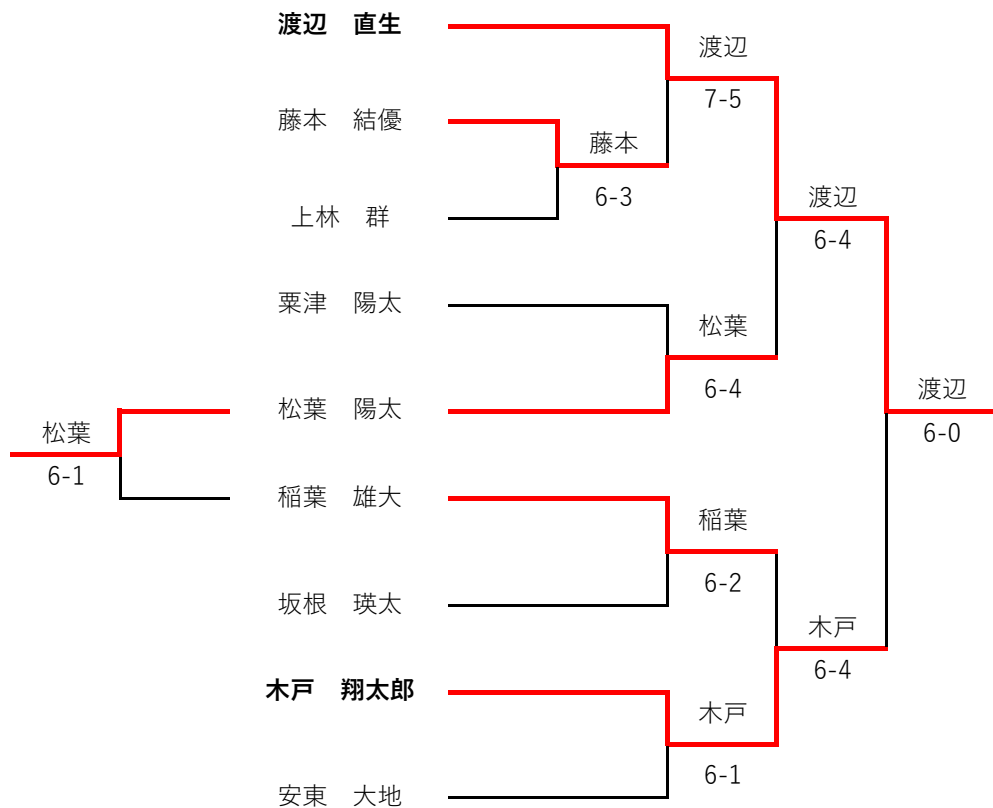 渡辺　直生
渡辺
7-5
藤本　結優
藤本
6-3
上林　群
渡辺
6-4
粟津　陽太
松葉
6-4
松葉　陽太
渡辺
6-0
松葉
6-1
稲葉　雄大
稲葉
6-2
坂根　瑛太
木戸
6-4
木戸　翔太郎
木戸
6-1
安東　大地